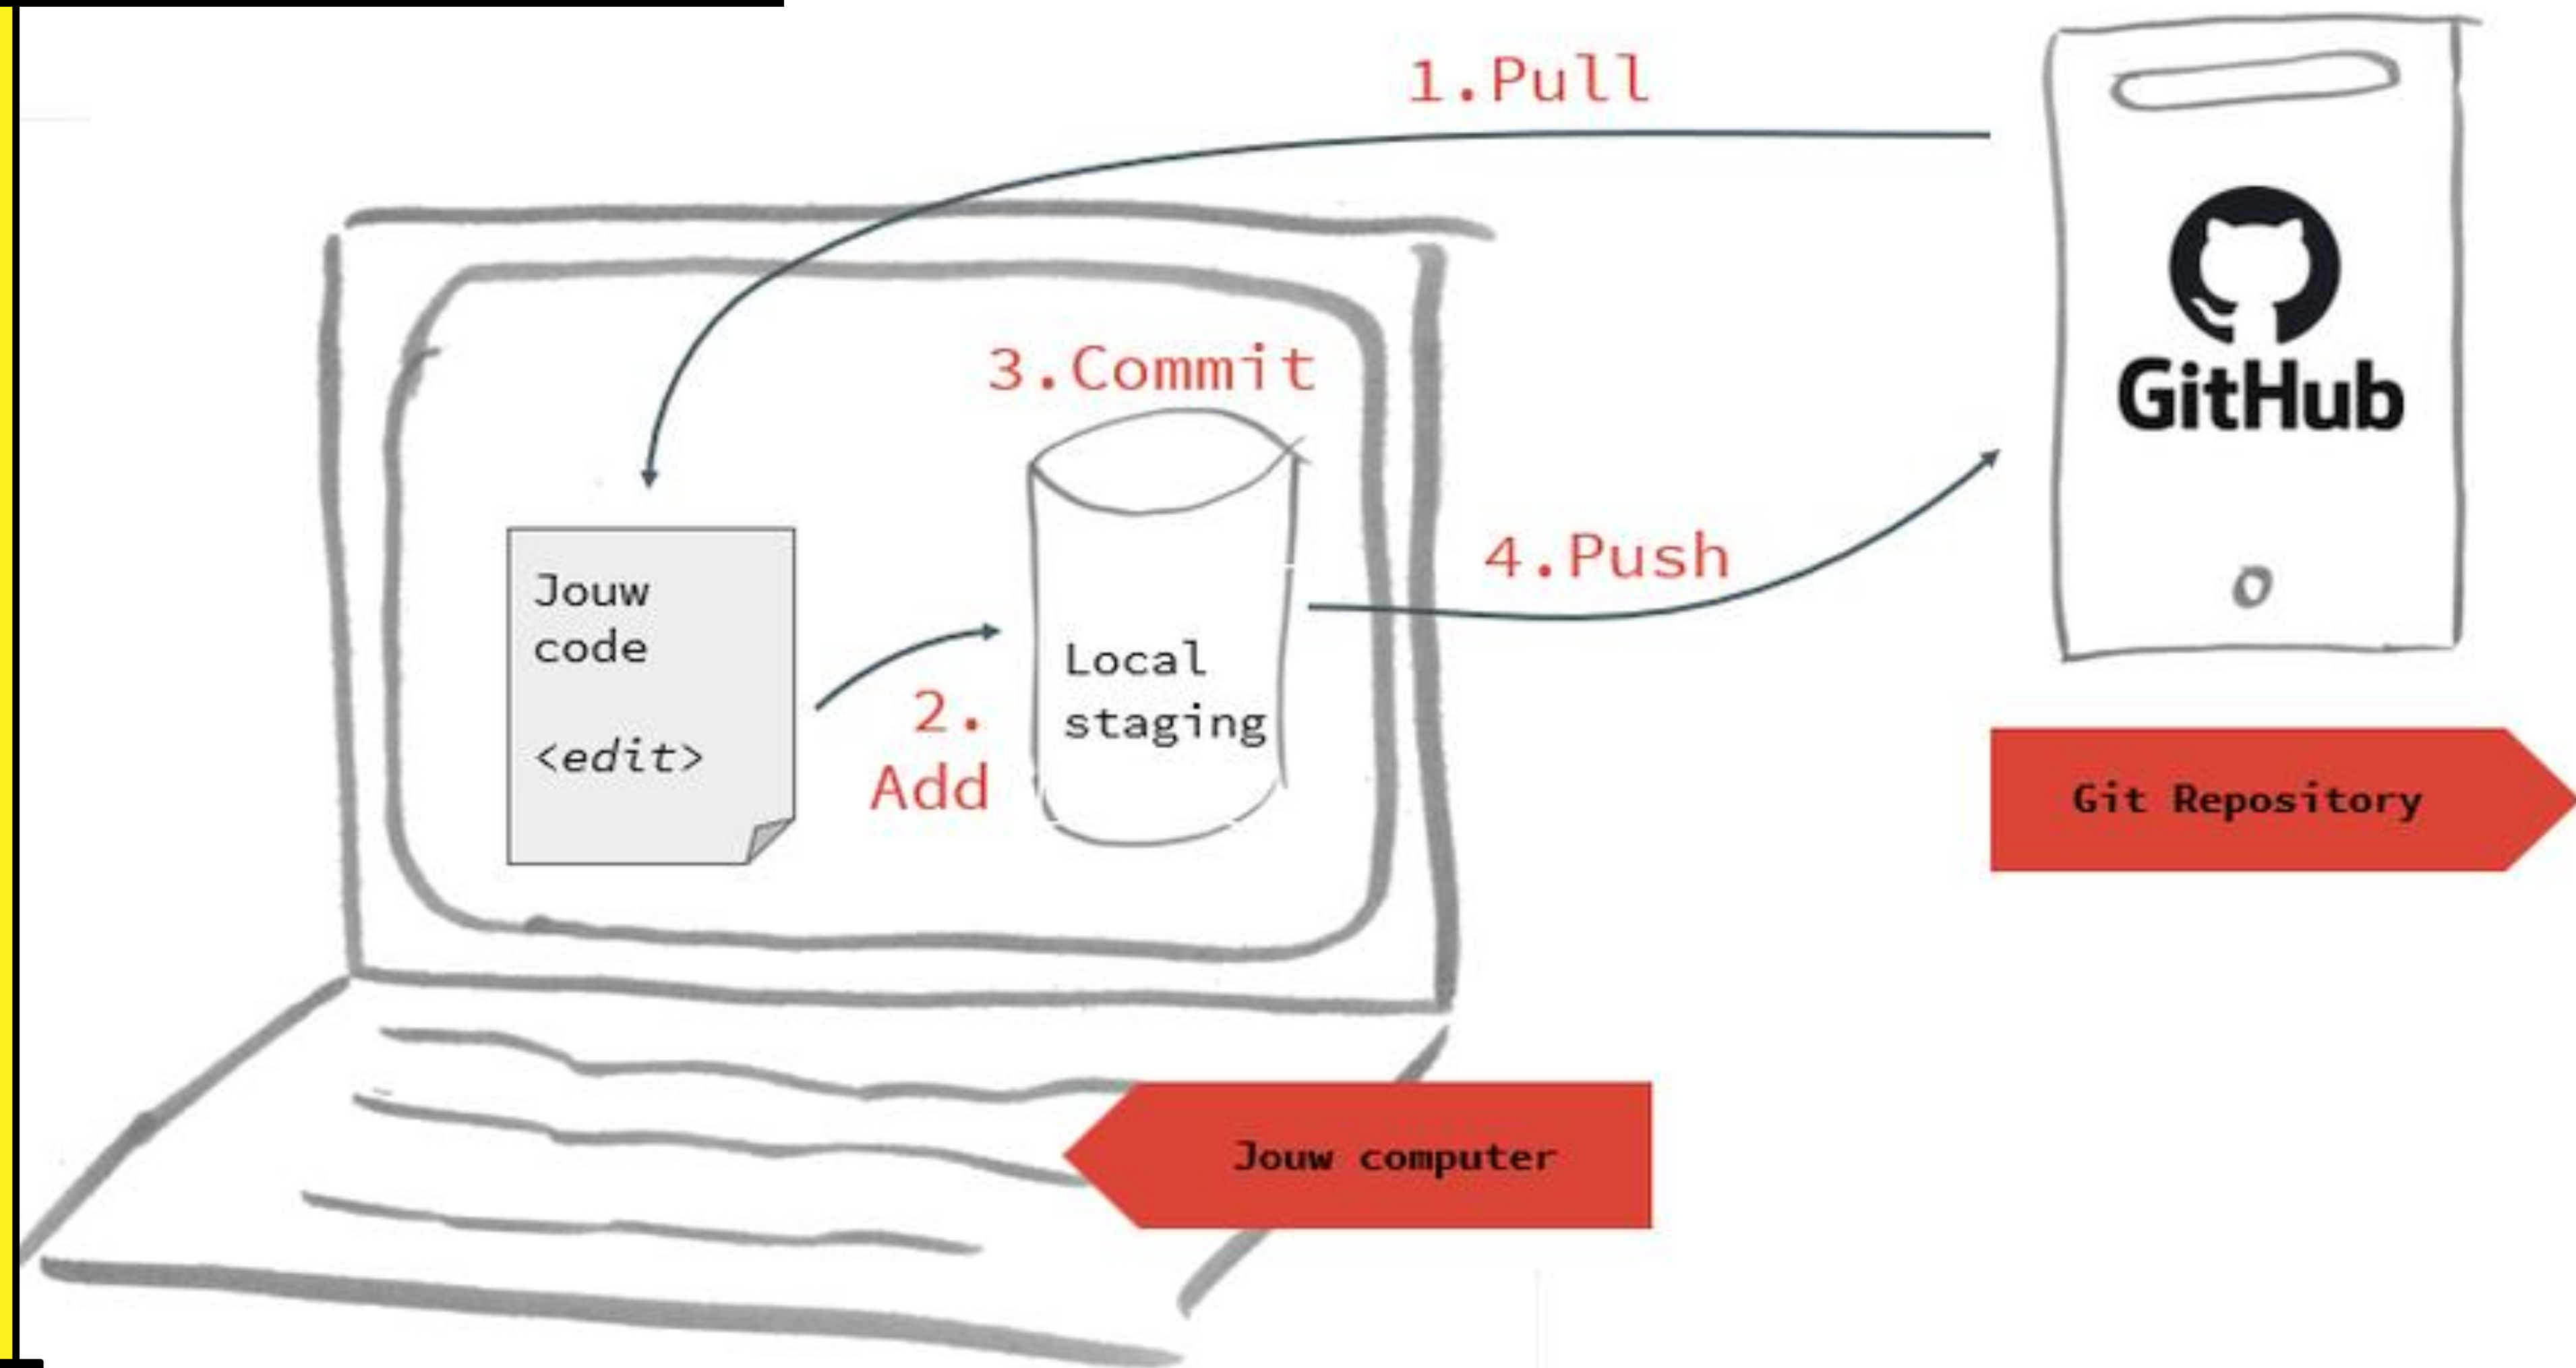 1.Pull
GitHub
3.Commit
Jouw
code
<edit>
2.
Add
Local
staging
4.Push
Git Repository
Jouw computer